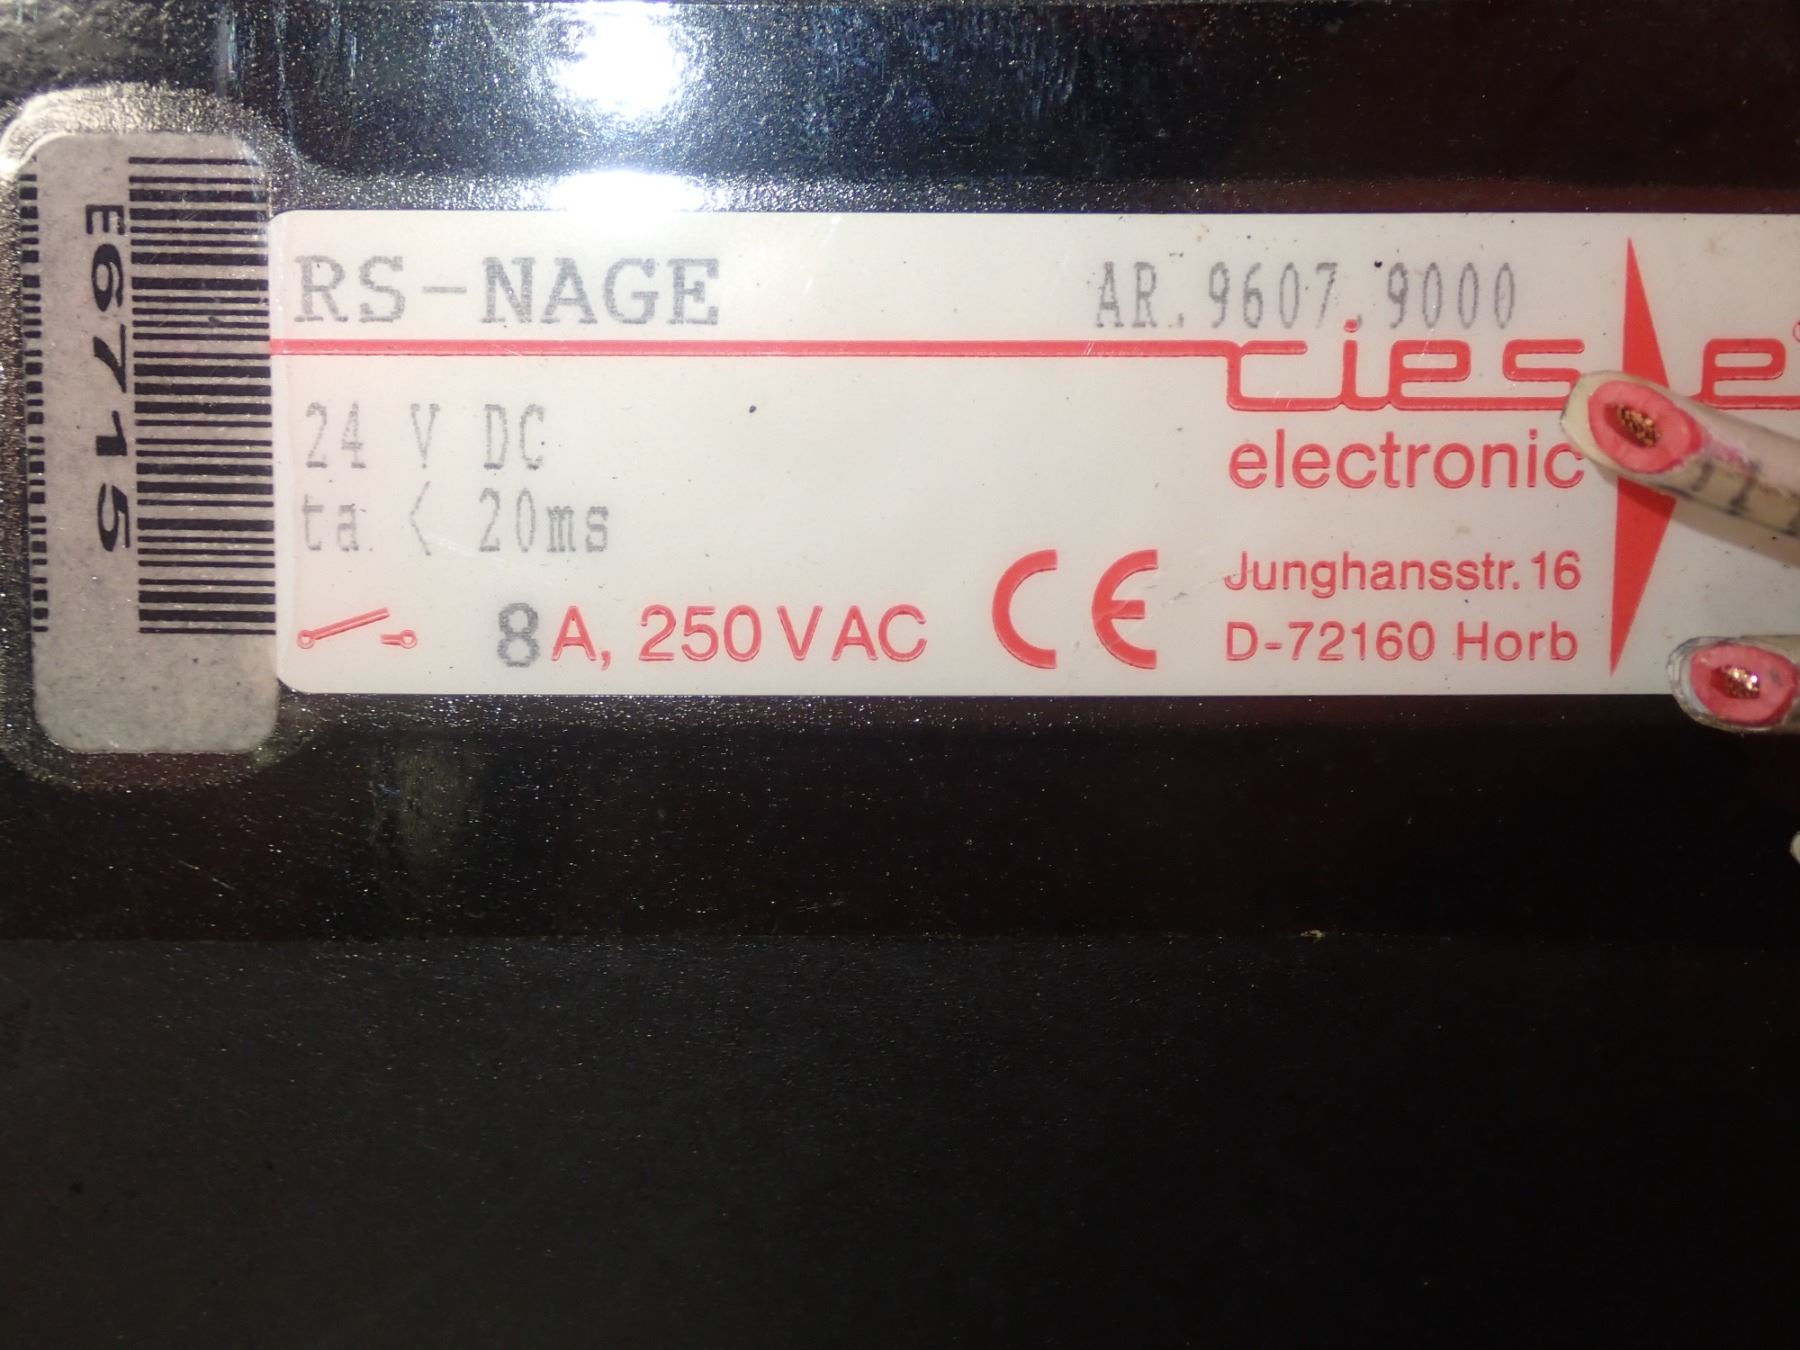 E6715
RS-NAGE
AR.9607.9000
24 V DC
ta < 20ms
8A, 250VAC
CE
electronic
Junghansstr. 16
D-72160 Horb